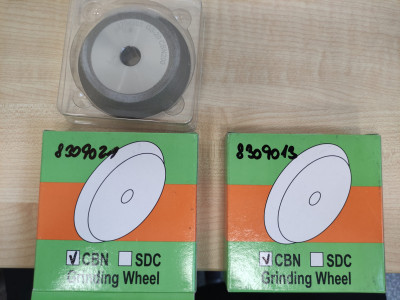 8309021
☑CBN ☐SDC
Grinding Wheel
8309013
☑CBN ☐SDC
Grinding Wheel